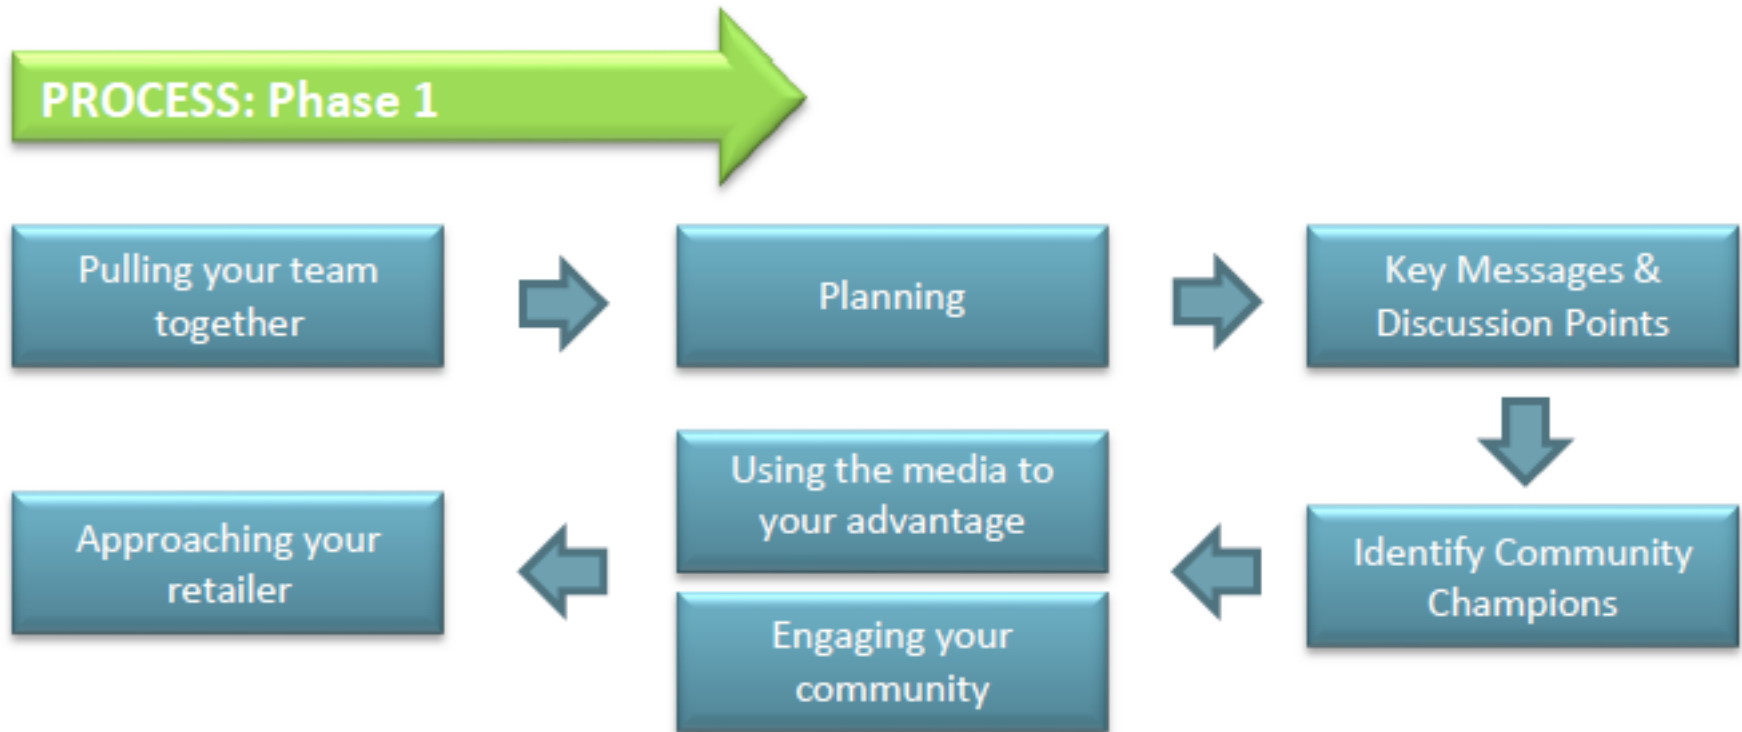 PROCESS: Phase 1
Pulling your team
together
Planning
Key Messages &
Discussion Points
Identify Community
Champions
Using the media to
your advantage
Engaging your
community
Approaching your
retailer